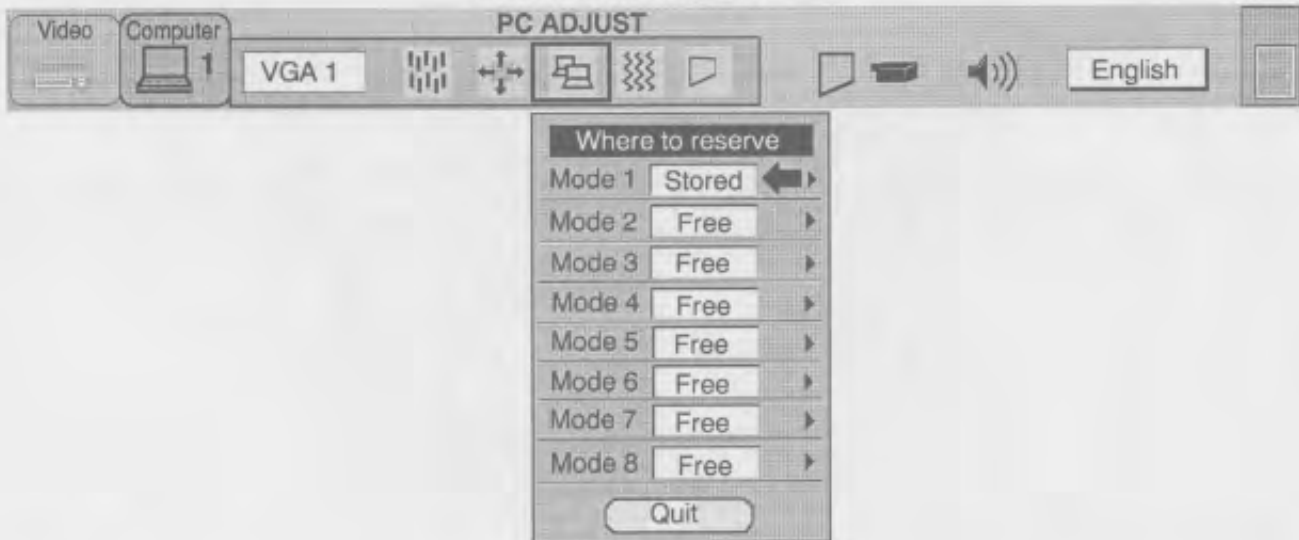 PC ADJUST
Video
Computer
1
VGA 1
English
Where to reserve
Mode 1 Stored
Mode 2 Free
Mode 3 Free
Mode 4 Free
Mode 5 Free
Mode 6 Free
Mode 7 Free
Mode 8 Free
Quit